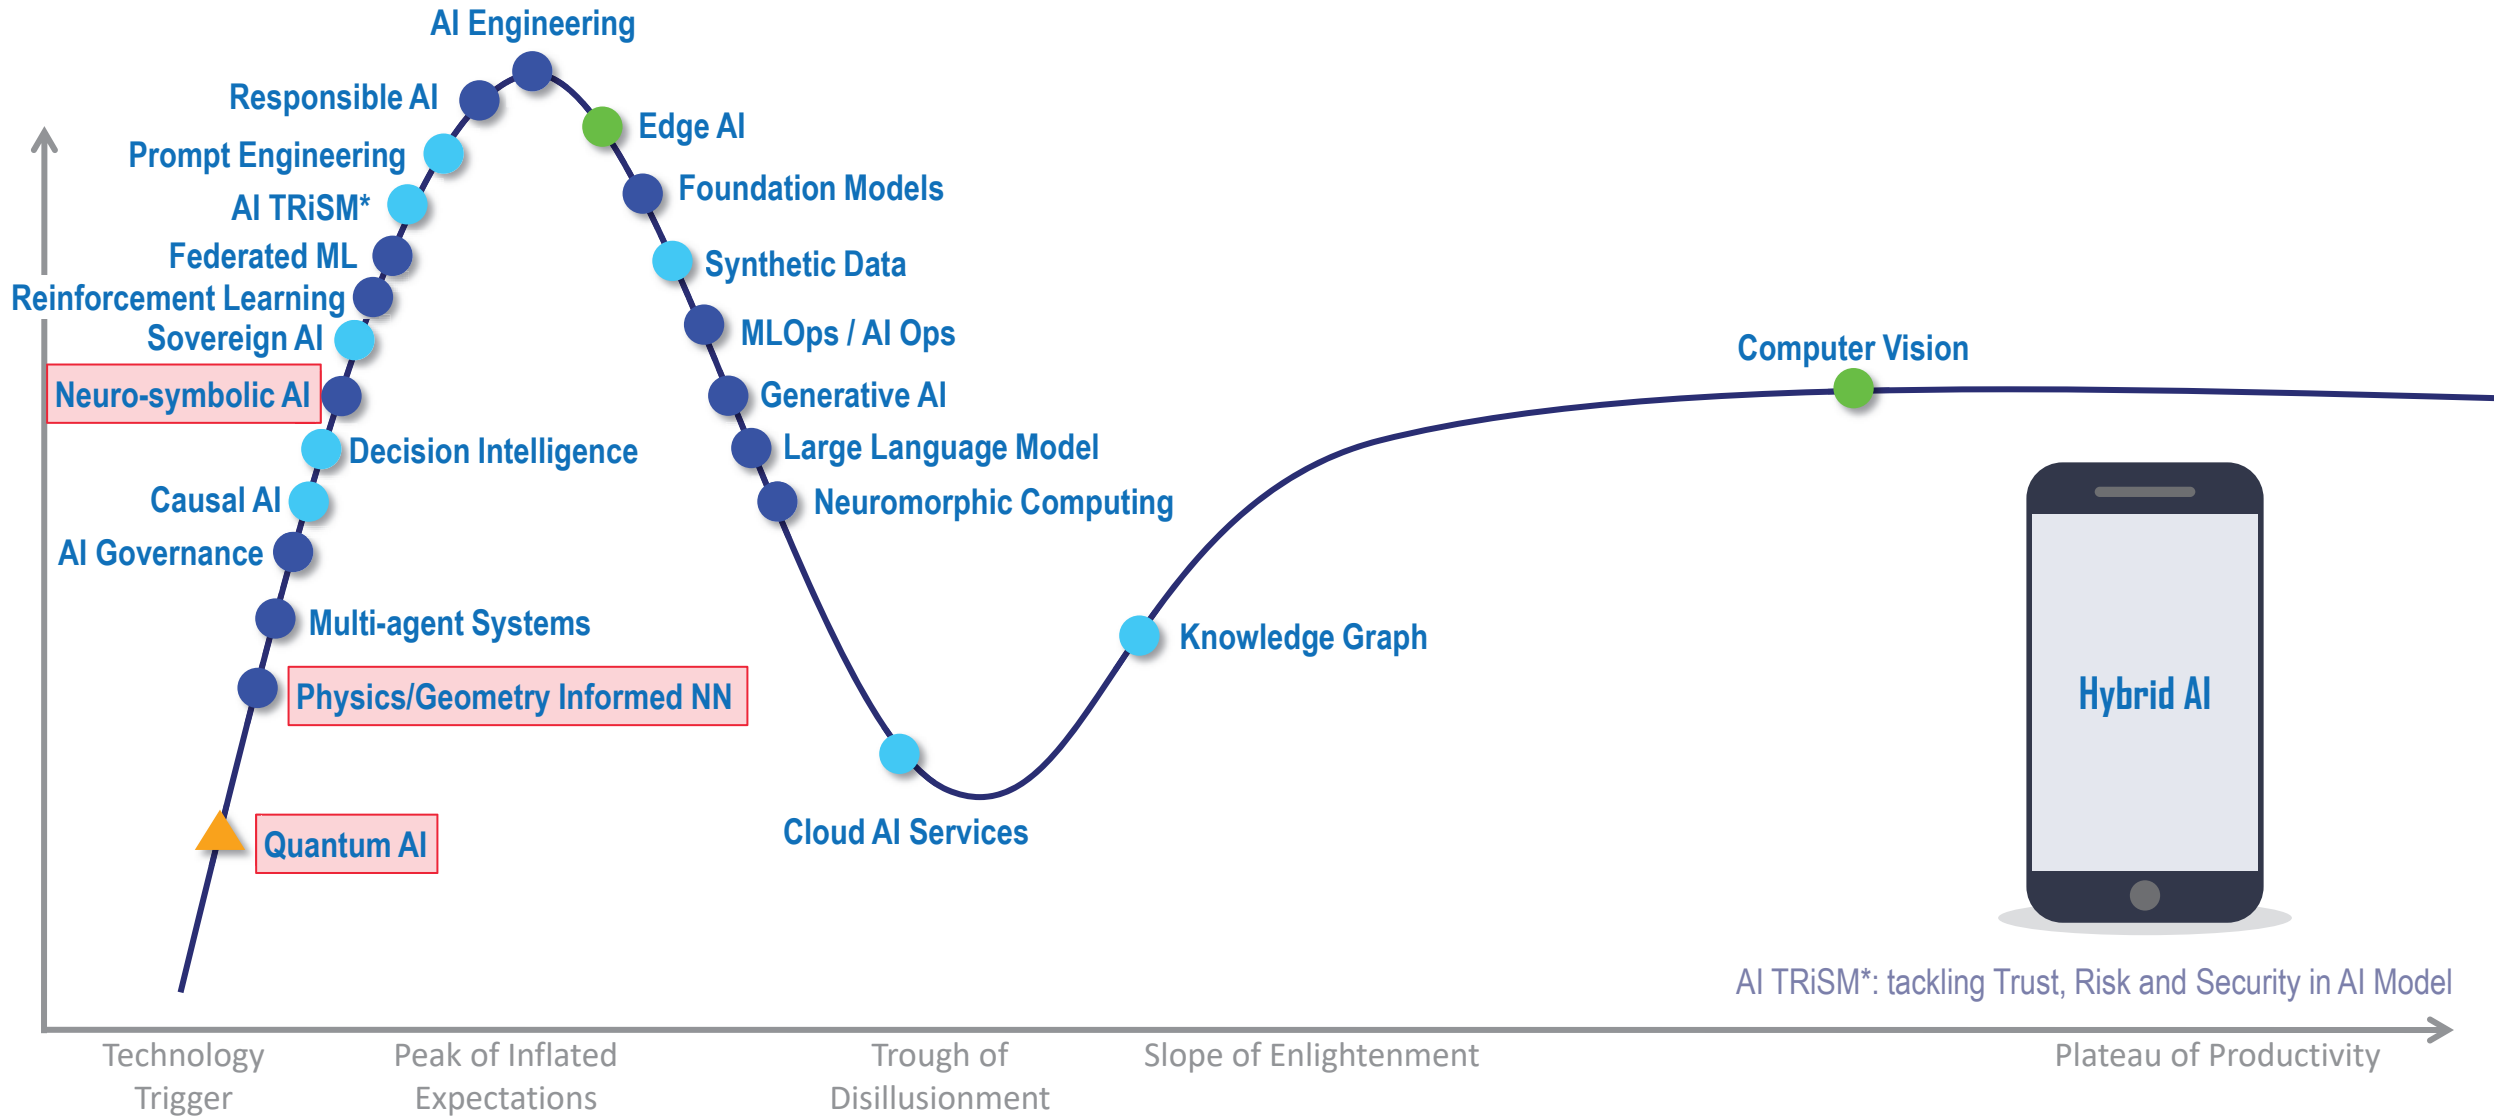 AI Engineering
Responsible AI
Edge AI
Prompt Engineering
Foundation Models
AI TRiSM*
Federated ML
Synthetic Data
Reinforcement Learning
Sovereign AI
MLOps / AI Ops
Computer Vision
Neuro-symbolic AI
Generative AI
Decision Intelligence
Large Language Model
Causal AI
Neuromorphic Computing
AI Governance
Multi-agent Systems
Knowledge Graph
Physics/Geometry Informed NN
Hybrid AI
Quantum AI
Cloud AI Services
AI TRiSM*: tackling Trust, Risk and Security in AI Model
Technology
Trigger
Peak of Inflated
Expectations
Trough of
Disillusionment
Slope of Enlightenment
Plateau of Productivity